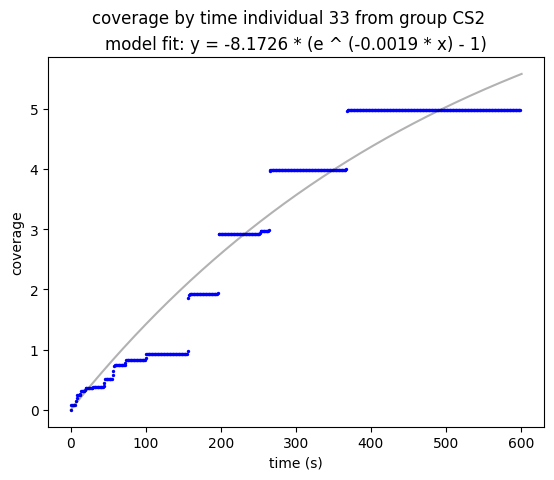 coverage by time individual 33 from group CS2
model fit: y = -8.1726 * (e ^ (-0.0019 * x) - 1)
5
4
3
2
1
0
coverage
0 100 200 300 400 500 600
time (s)